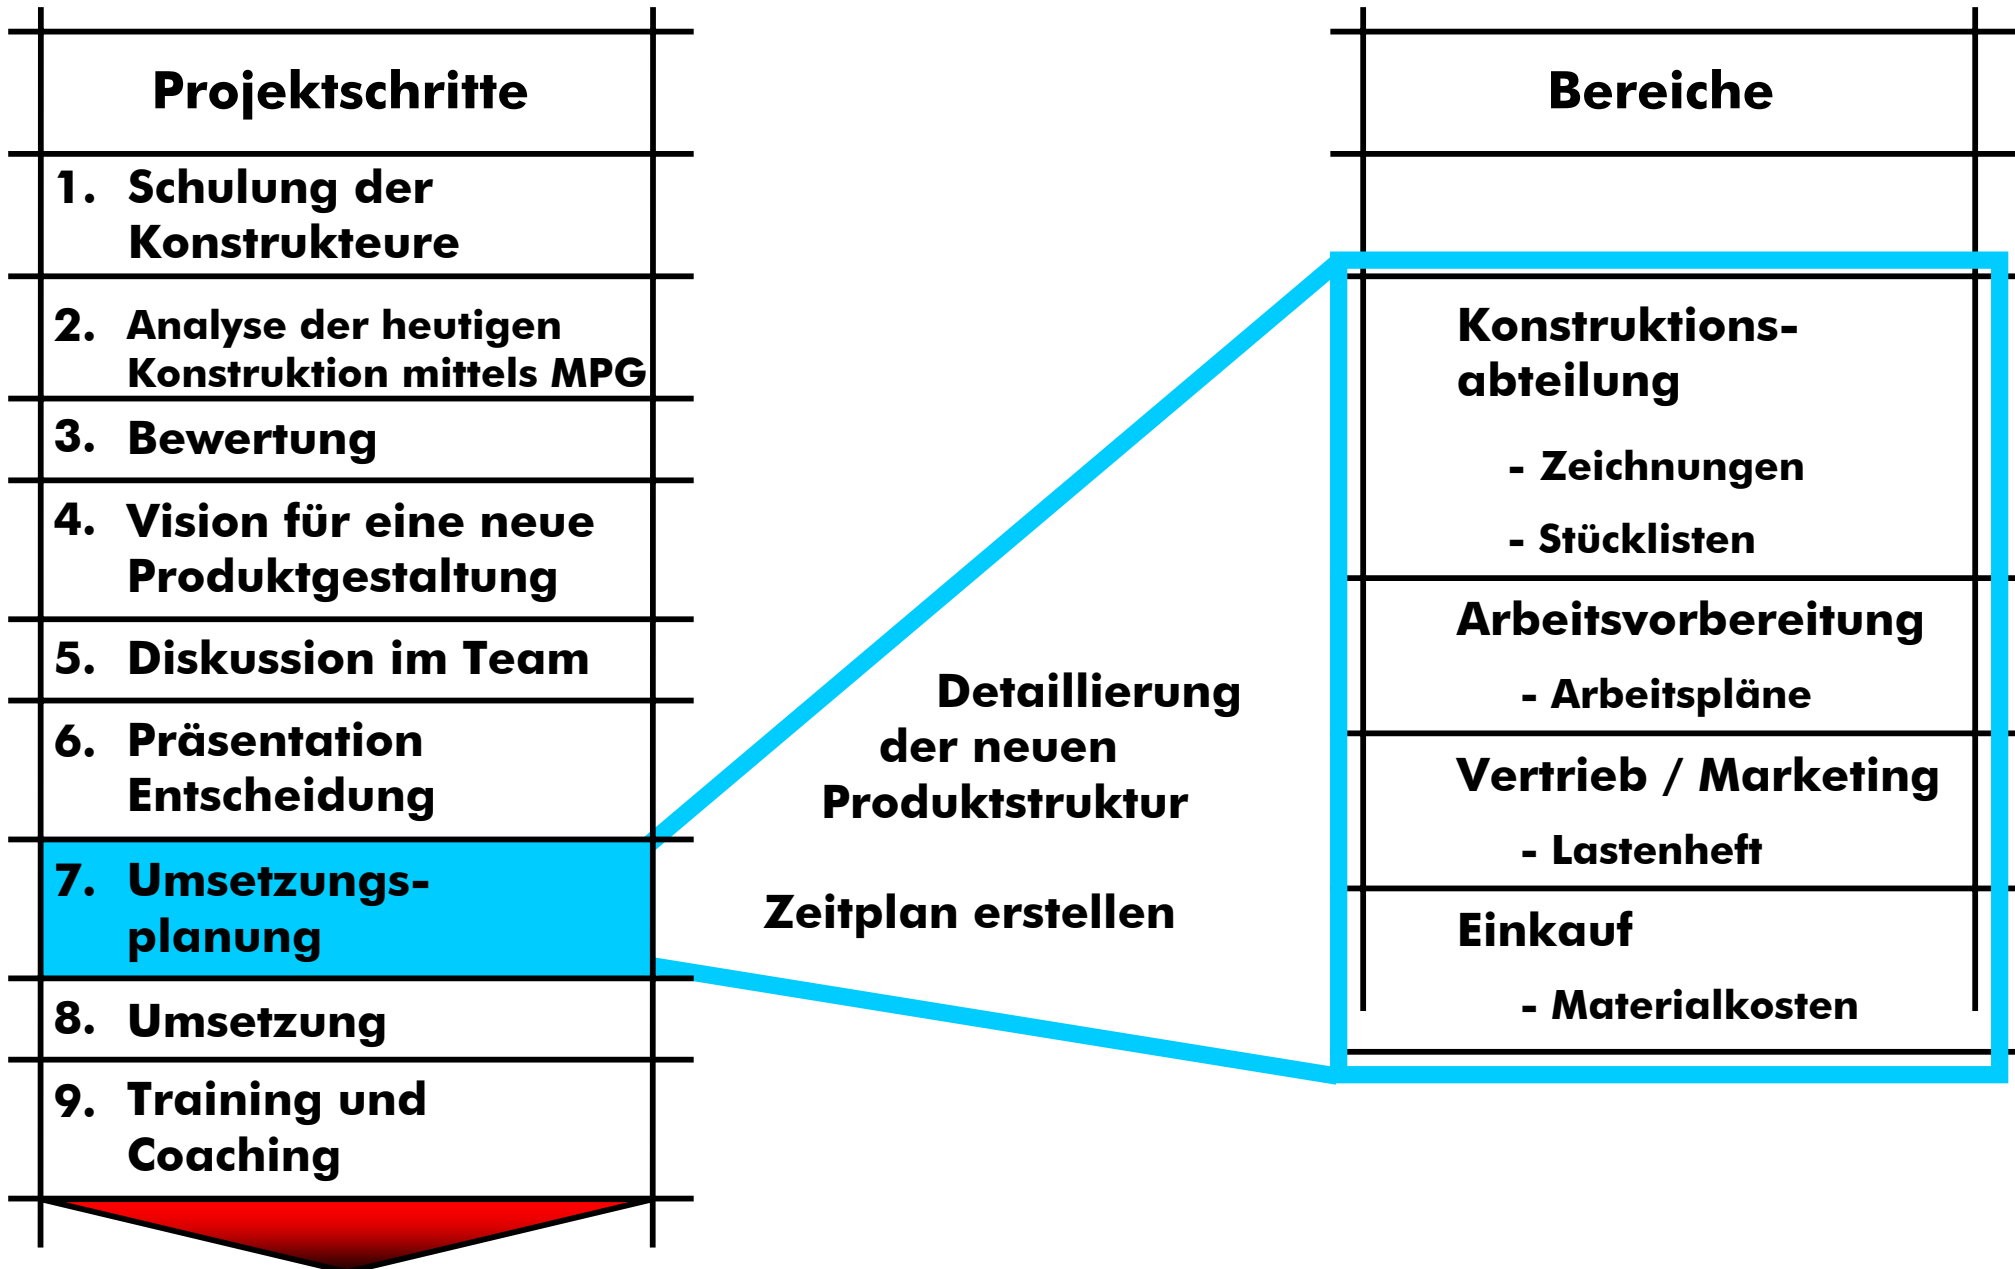 Projektschritte
1. Schulung der
Konstrukteure
2. Analyse der heutigen
Konstruktion mittels MPG
3. Bewertung
4. Vision für eine neue
Produktgestaltung
5. Diskussion im Team
6. Präsentation
Entscheidung
7. Umsetzungs-
planung
8. Umsetzung
9. Training und
Coaching
Detaillierung
der neuen
Produktstruktur
Zeitplan erstellen
Bereiche
Konstruktions-
abteilung
- Zeichnungen
- Stücklisten
Arbeitsvorbereitung
- Arbeitspläne
Vertrieb / Marketing
- Lastenheft
Einkauf
- Materialkosten